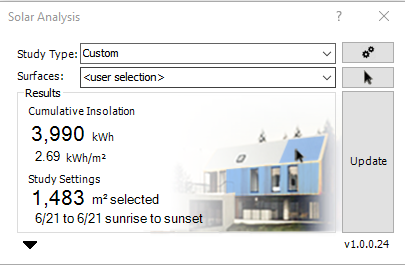 Solar Analysis
Study Type: Custom
Surfaces: <user selection>
Results
Cumulative Insolation
3,990 kWh
2.69 kWh/m²
Study Settings
1,483 m² selected
6/21 to 6/21 sunrise to sunset
Update
v1.0.0.24